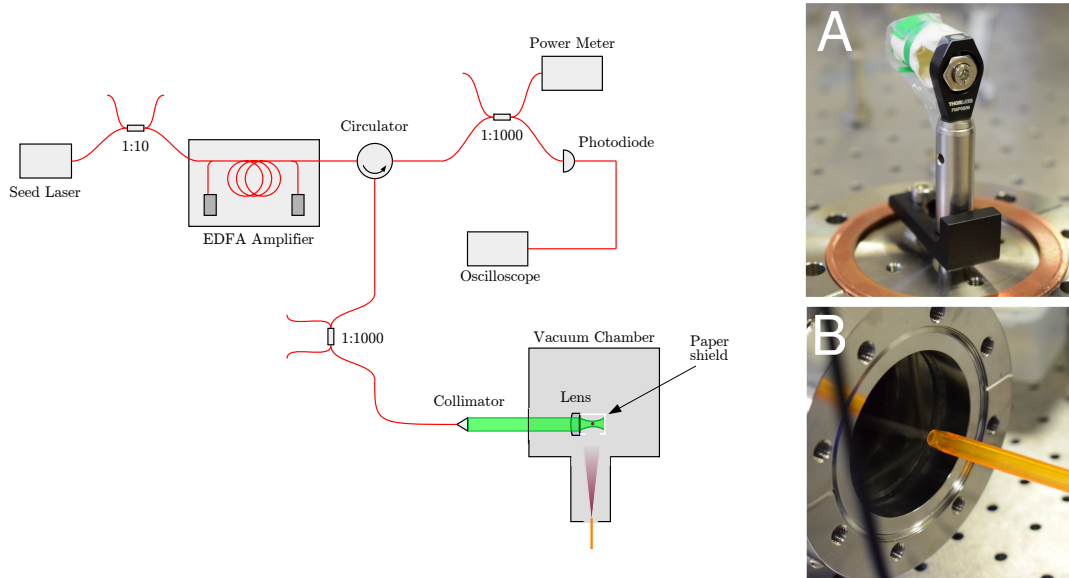 Power Meter
Circulator
1:1000
Photodiode
1:10
Seed Laser
EDFA Amplifier
Oscilloscope
1:1000
Vacuum Chamber
Paper
shield
Collimator
Lens
A
THORLABS
B